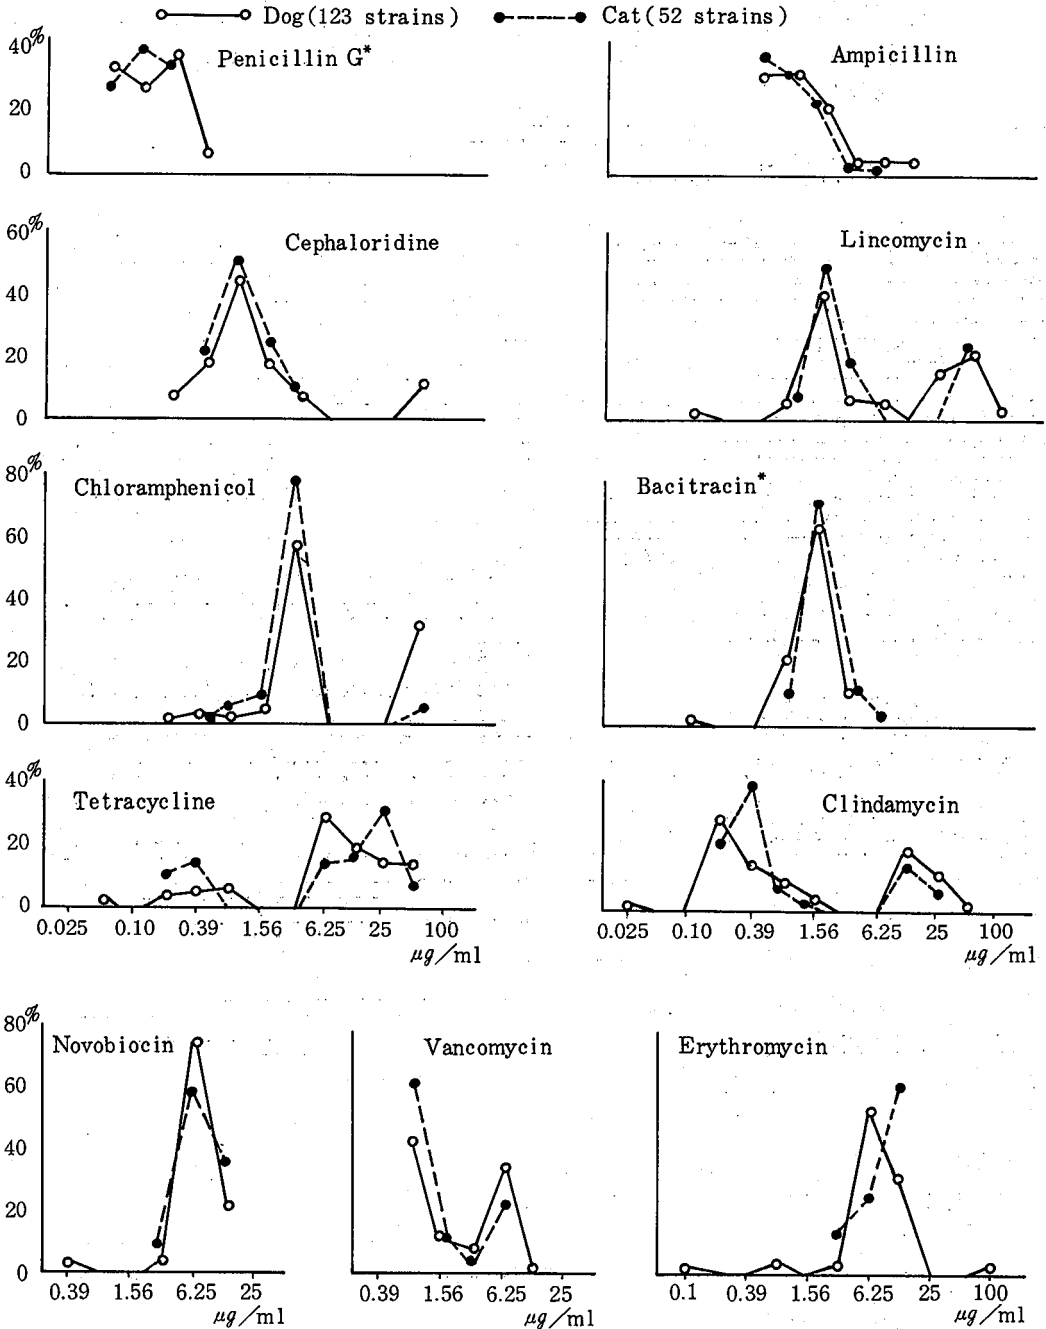 Dog(123 strains) Cat(52 strains)
40%
20
0
Penicillin G*
Ampicillin
60%
40
20
0
Cephaloridine
Lincomycin
80%
60
40
20
0
Chloramphenicol
Bacitracin*
40%
20
0
Tetracycline
Clindamycin
0.025 0.10 0.39 1.56 6.25 25 100
μg/ml
0.025 0.10 0.39 1.56 6.25 25 100
μg/ml
80%
60
40
20
0
Novobiocin
Vancomycin
Erythromycin
0.39 1.56 6.25 25
μg/ml
0.39 1.56 6.25 25
μg/ml
0.1 0.39 1.56 6.25 25 100
μg/ml